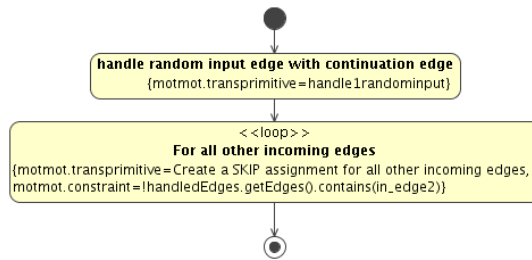 handle random input edge with continuation edge
{motmot.transprimitive=handle1randominput}
<<loop>>
For all other incoming edges
{motmot.transprimitive=Create a SKIP assignment for all other incoming edges,
motmot.constraint=!handledEdges.getEdges().contains(in_edge2)}